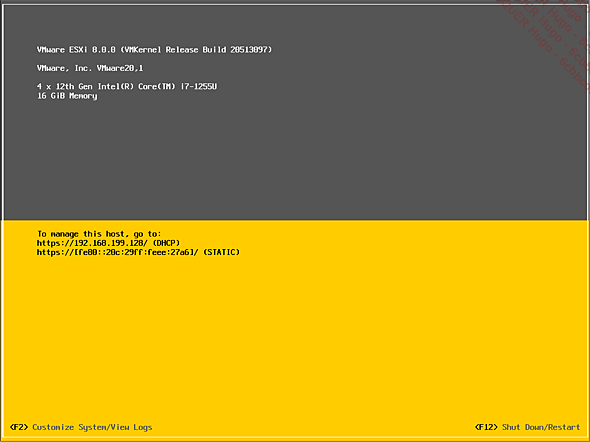 VMware ESXi 8.0.0 (VMKernel Release Build 20513097)
VMware, Inc. VMware20,1
4 x 12th Gen Intel(R) Core(TM) i7-1255U
16 GiB Memory
To manage this host, go to:
https://192.168.199.128/ (DHCP)
https://[fe80::20c:29ff:feee:27a6]/ (STATIC)
<F2> Customize System/View Logs
<F12> Shut Down/Restart